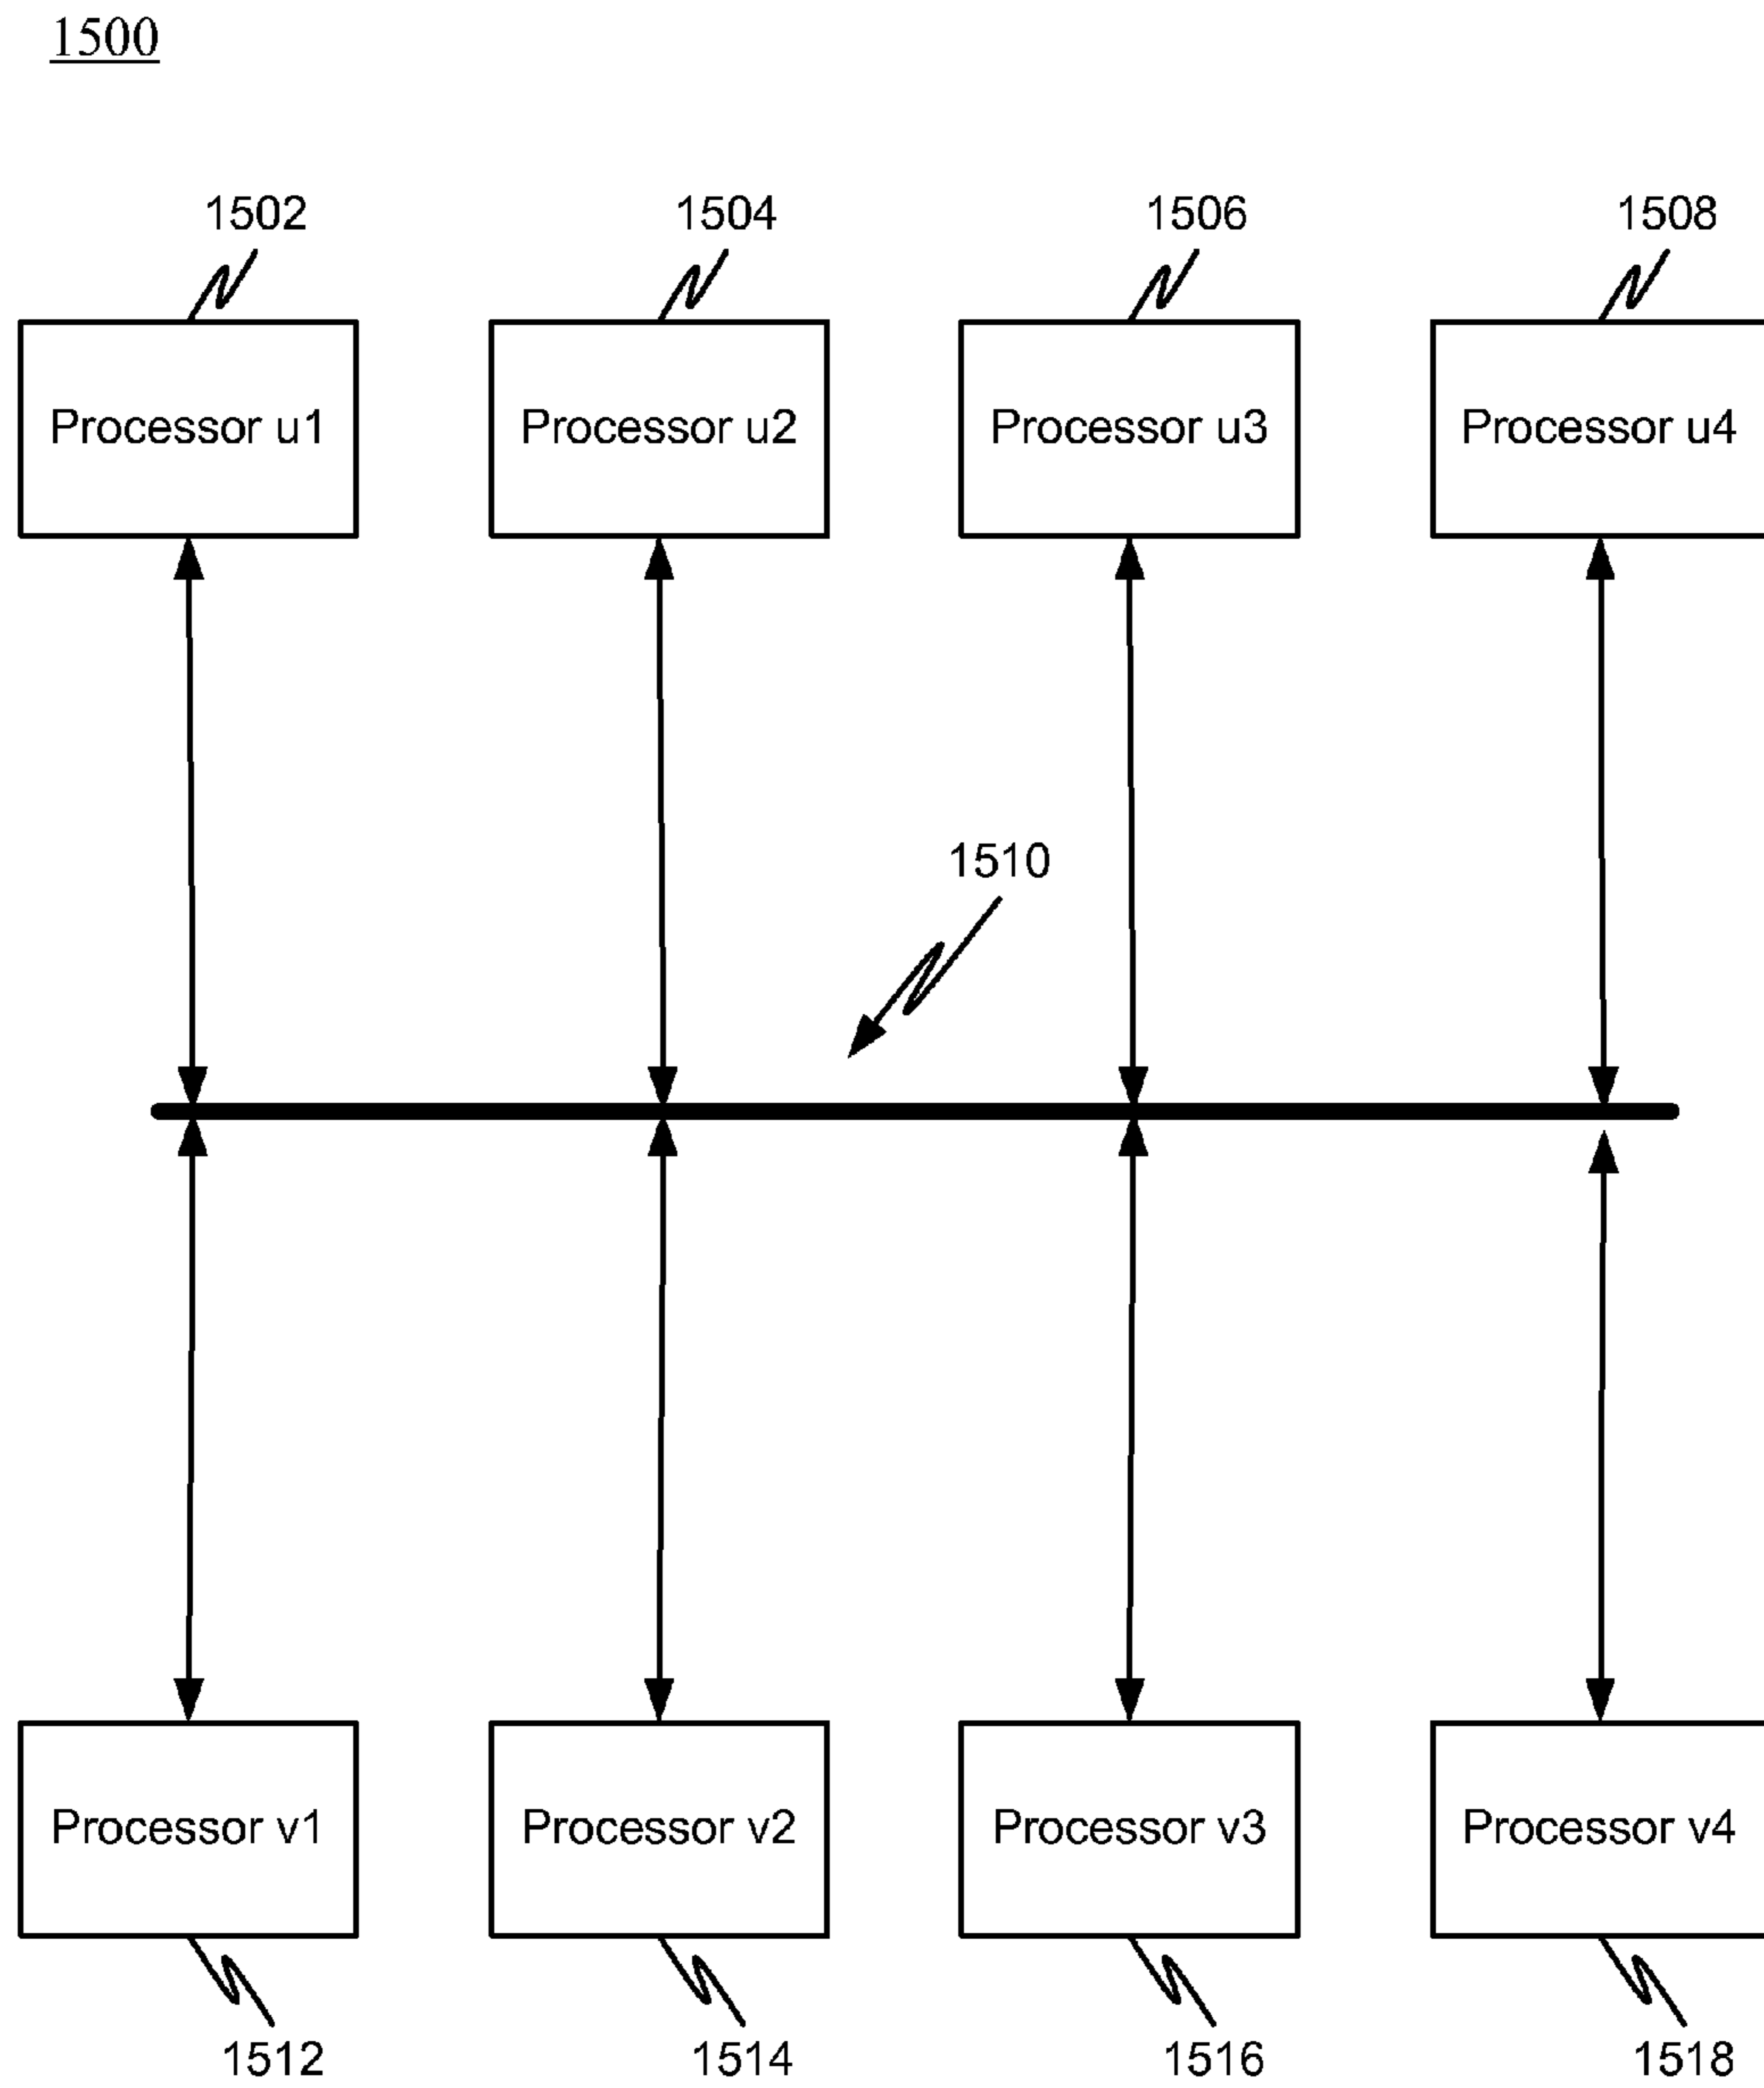 1500
1502 1504 1506 1508
Processor u1 Processor u2 Processor u3 Processor u4
1510
Processor v1 Processor v2 Processor v3 Processor v4
1512 1514 1516 1518